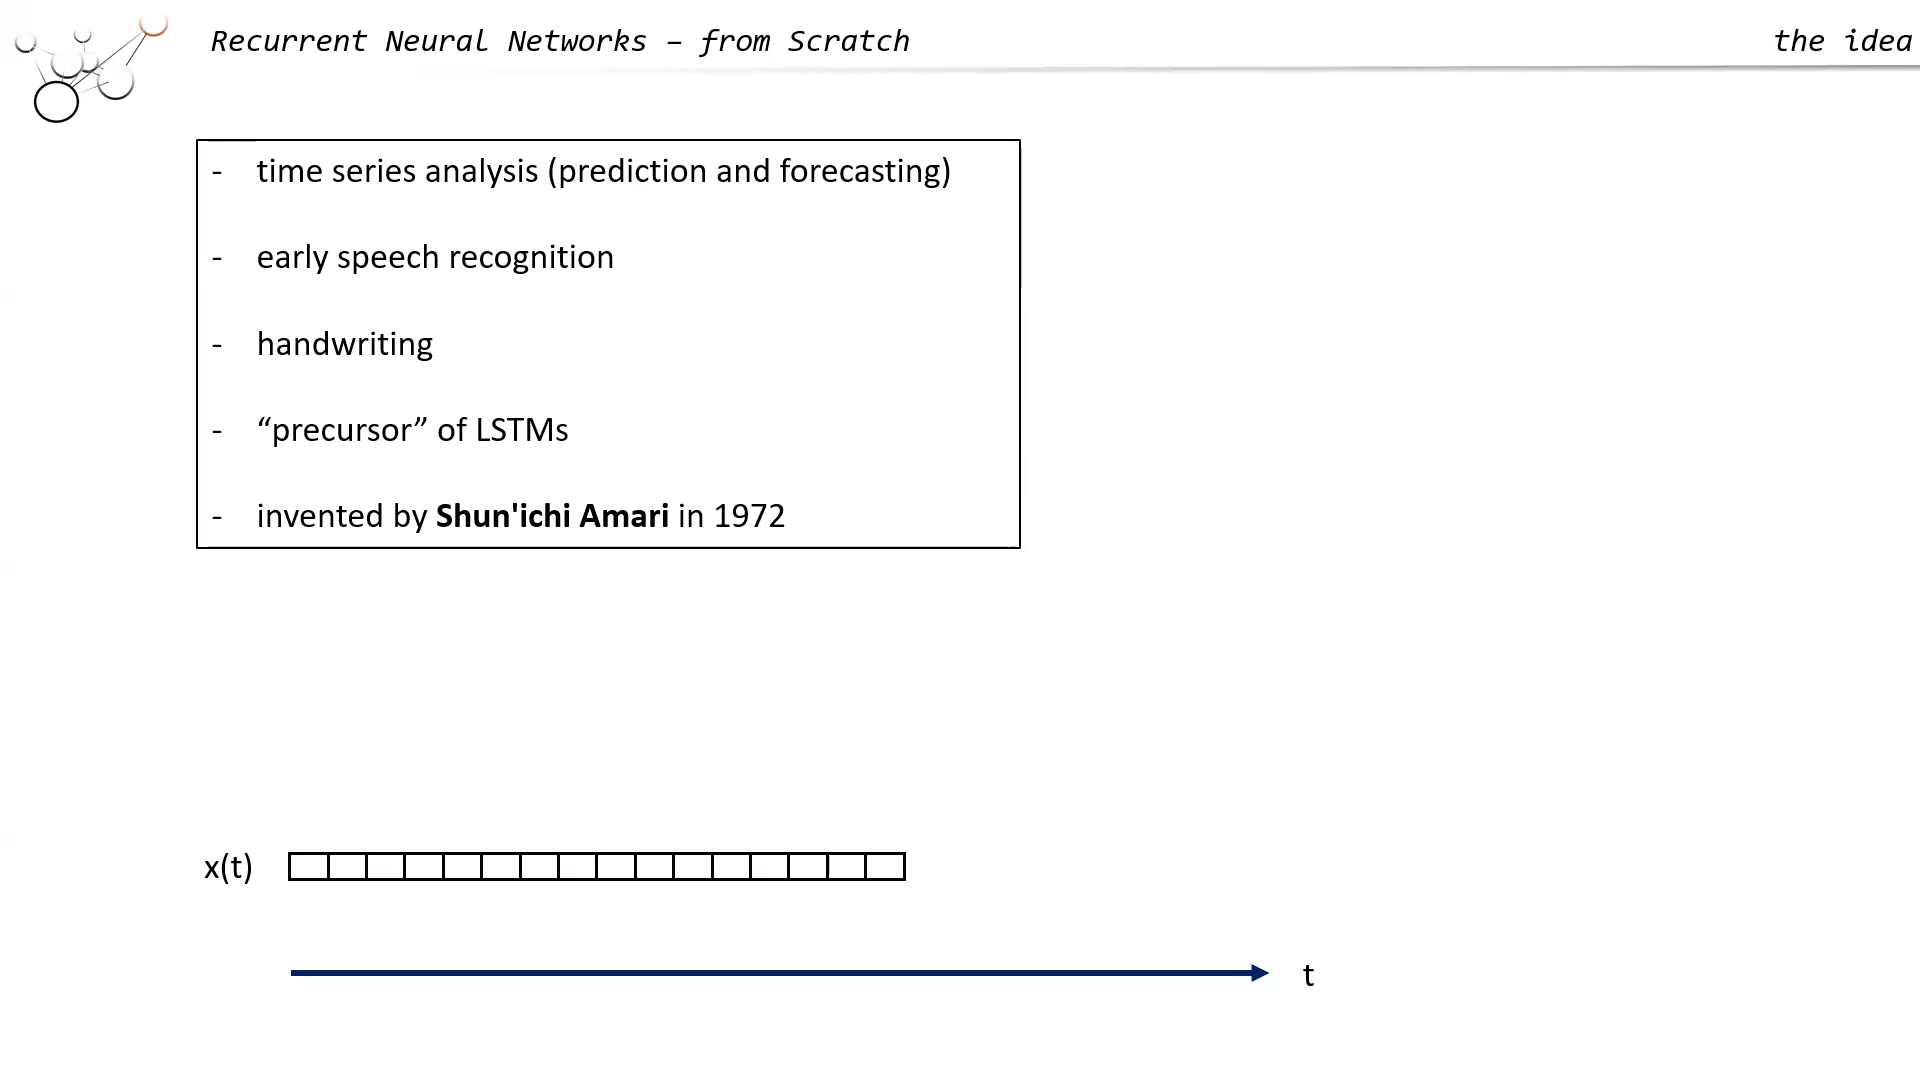 Recurrent Neural Networks – from Scratch
the idea
- time series analysis (prediction and forecasting)
- early speech recognition
- handwriting
- “precursor” of LSTMs
- invented by Shun'ichi Amari in 1972
x(t)
t